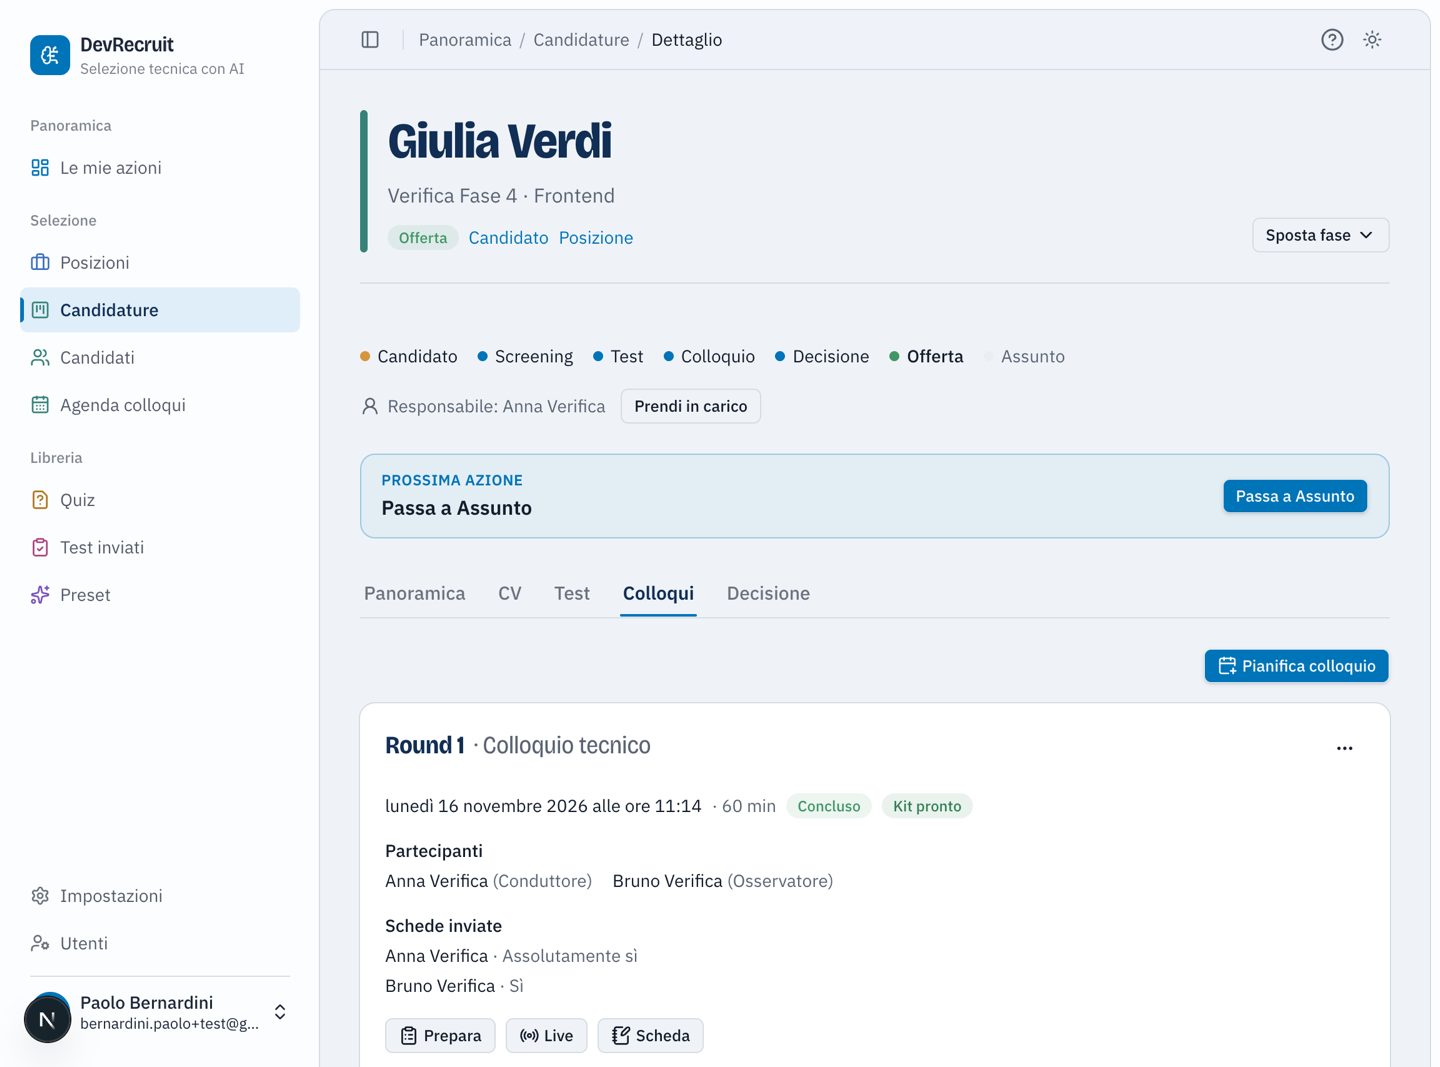 DevRecruit
Selezione tecnica con AI
Panoramica
Le mie azioni
Selezione
Posizioni
Candidature
Candidati
Agenda colloqui
Libreria
Quiz
Test inviati
Preset
Impostazioni
Utenti
N
Paolo Bernardini
bernardini.paolo+test@g...
Panoramica / Candidature / Dettaglio
Giulia Verdi
Verifica Fase 4 · Frontend
Offerta Candidato Posizione
Sposta fase
Candidato Screening Test Colloquio Decisione Offerta Assunto
Responsabile: Anna Verifica Prendi in carico
PROSSIMA AZIONE
Passa a Assunto
Passa a Assunto
Panoramica CV Test Colloqui Decisione
Pianifica colloquio
Round 1 · Colloquio tecnico
lunedì 16 novembre 2026 alle ore 11:14 · 60 min Concluso Kit pronto
Partecipanti
Anna Verifica (Conduttore) Bruno Verifica (Osservatore)
Schede inviate
Anna Verifica · Assolutamente sì
Bruno Verifica · Sì
Prepara Live Scheda